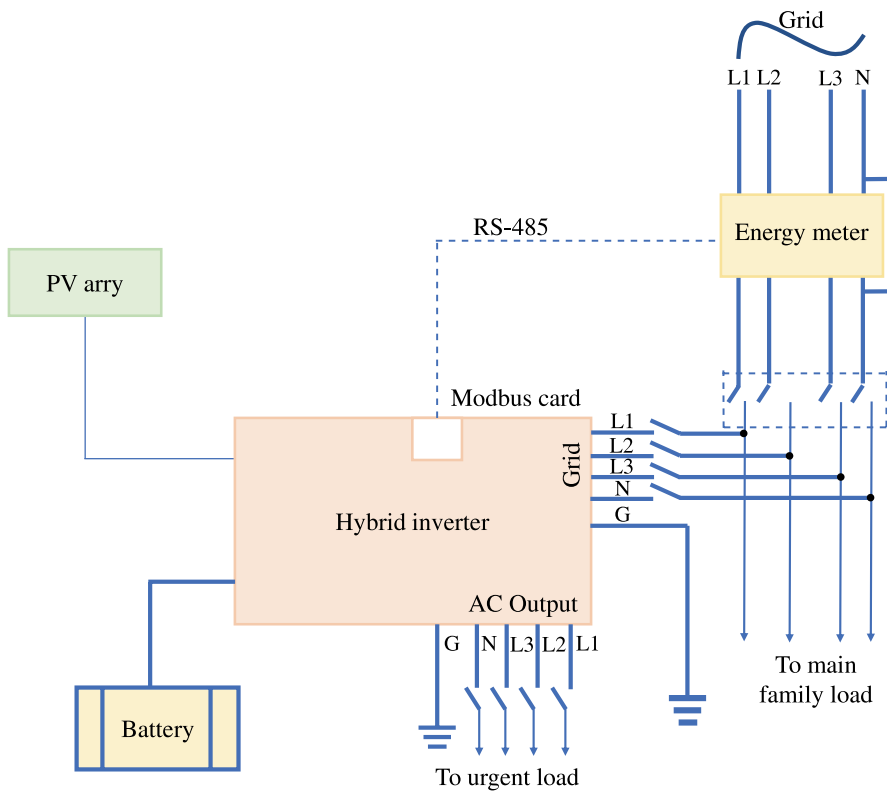 Grid
L1 L2 L3 N
Energy meter
RS-485
PV arry
Modbus card
L1
L2
L3
N
G
Grid
Hybrid inverter
AC Output
G N L3 L2 L1
To main
family load
Battery
To urgent load